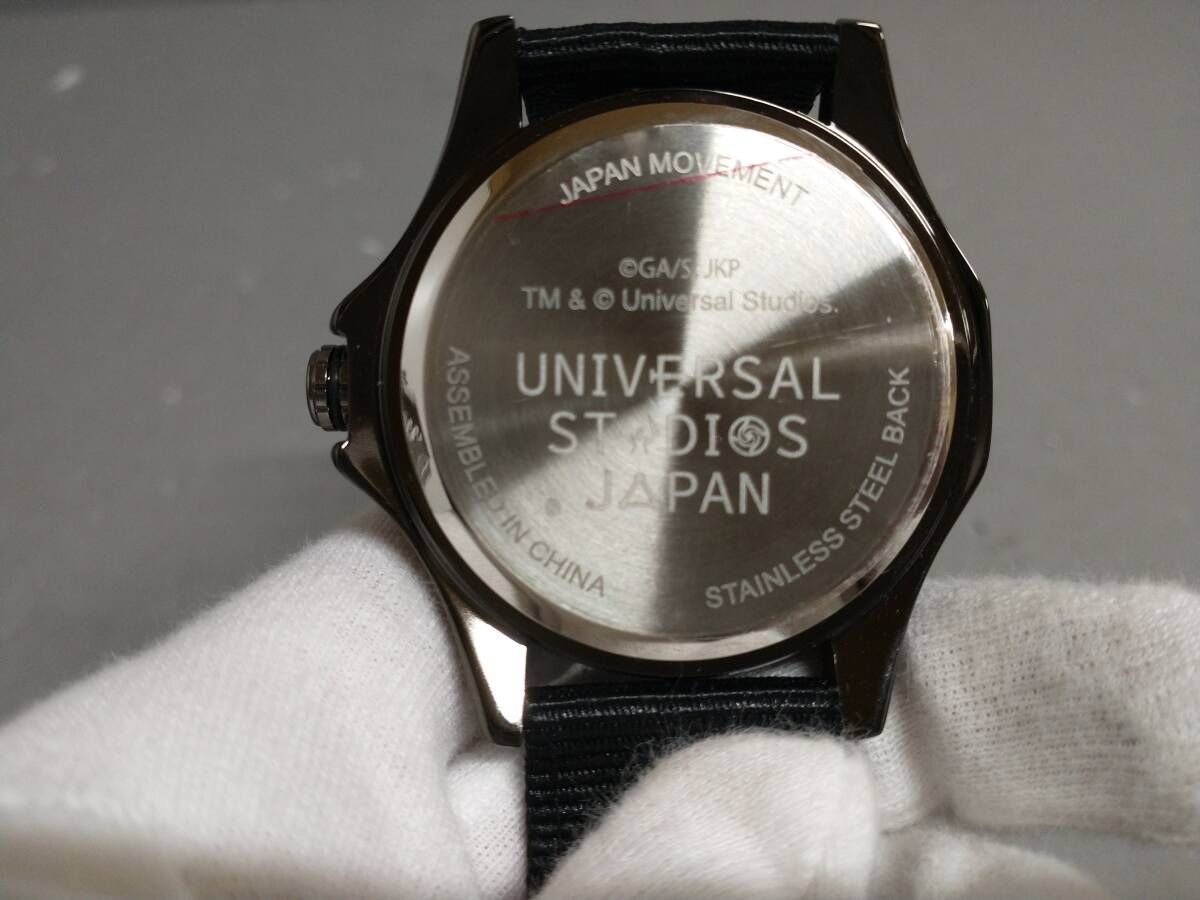 JAPAN MOVEMENT
©GA/S, JKP
TM & © Universal Studios.
UNIVERSAL
STUDIOS
JAPAN
ASSEMBLED IN CHINA
STAINLESS STEEL BACK